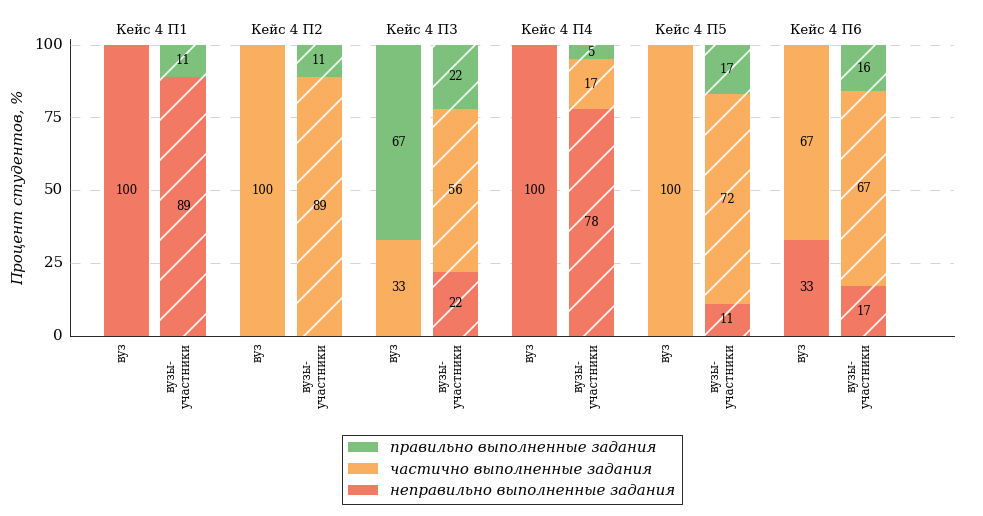 Кейс 4 П1 Кейс 4 П2 Кейс 4 П3 Кейс 4 П4 Кейс 4 П5 Кейс 4 П6
Процент студентов, %
100
75
50
25
0
100
11
89
100
11
89
67
33
22
56
22
100
5
17
78
100
17
72
11
67
33
16
67
17
вуз
вузы-
участники
вуз
вузы-
участники
вуз
вузы-
участники
вуз
вузы-
участники
вуз
вузы-
участники
вуз
вузы-
участники
правильно выполненные задания
частично выполненные задания
неправильно выполненные задания